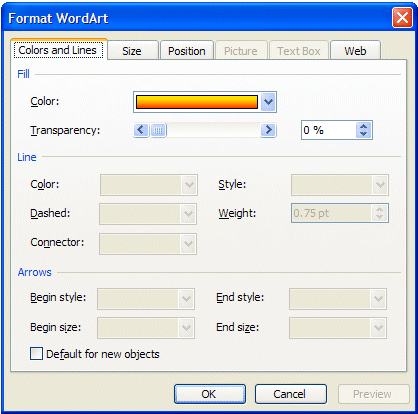 Format WordArt
Colors and Lines Size Position Picture Text Box Web
Fill
Color:
Transparency: 0 %
Line
Color: Style:
Dashed: Weight: 0.75 pt
Connector:
Arrows
Begin style: End style:
Begin size: End size:
Default for new objects
OK Cancel Preview